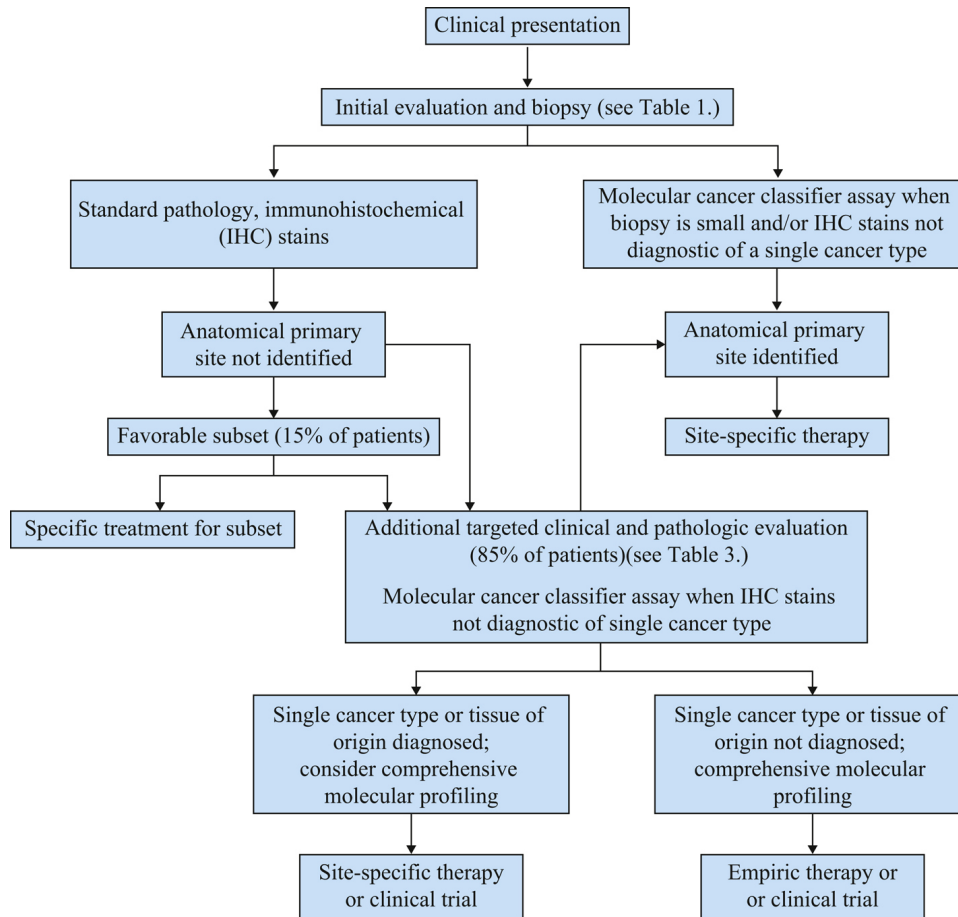 Clinical presentation
Initial evaluation and biopsy (see Table 1.)
Standard pathology, immunohistochemical
(IHC) stains
Molecular cancer classifier assay when
biopsy is small and/or IHC stains not
diagnostic of a single cancer type
Anatomical primary
site not identified
Anatomical primary
site identified
Favorable subset (15% of patients)
Site-specific therapy
Specific treatment for subset
Additional targeted clinical and pathologic evaluation
(85% of patients)(see Table 3.)
Molecular cancer classifier assay when IHC stains
not diagnostic of single cancer type
Single cancer type or tissue of
origin diagnosed;
consider comprehensive
molecular profiling
Single cancer type or tissue of
origin not diagnosed;
comprehensive molecular
profiling
Site-specific therapy
or clinical trial
Empiric therapy or
or clinical trial